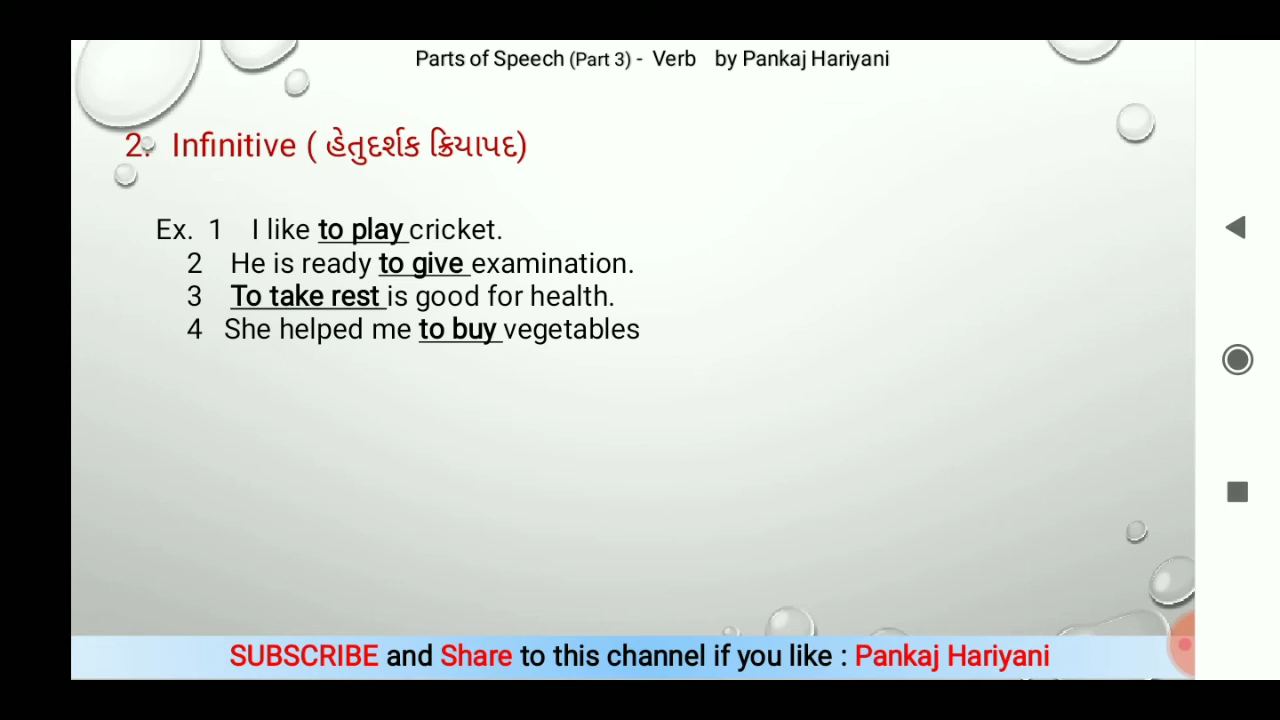 Parts of Speech (Part 3) - Verb by Pankaj Hariyani
2. Infinitive ( હેતુદર્શક ક્રિયાપદ)
Ex. 1 I like to play cricket.
2 He is ready to give examination.
3 To take rest is good for health.
4 She helped me to buy vegetables
SUBSCRIBE and Share to this channel if you like : Pankaj Hariyani